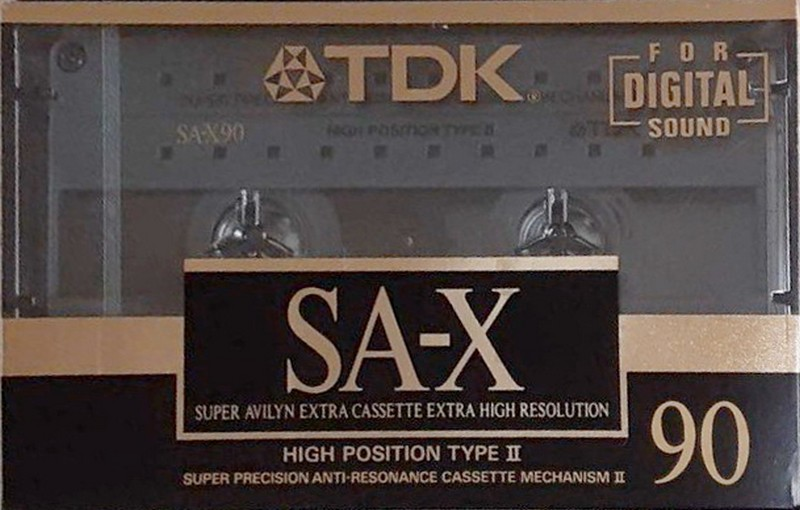 TDK®
FOR
DIGITAL
SOUND
SA-X90
HIGH POSITION TYPE II
TDK
SA-X
SUPER AVILYN EXTRA CASSETTE EXTRA HIGH RESOLUTION
HIGH POSITION TYPE II
SUPER PRECISION ANTI-RESONANCE CASSETTE MECHANISM II
90